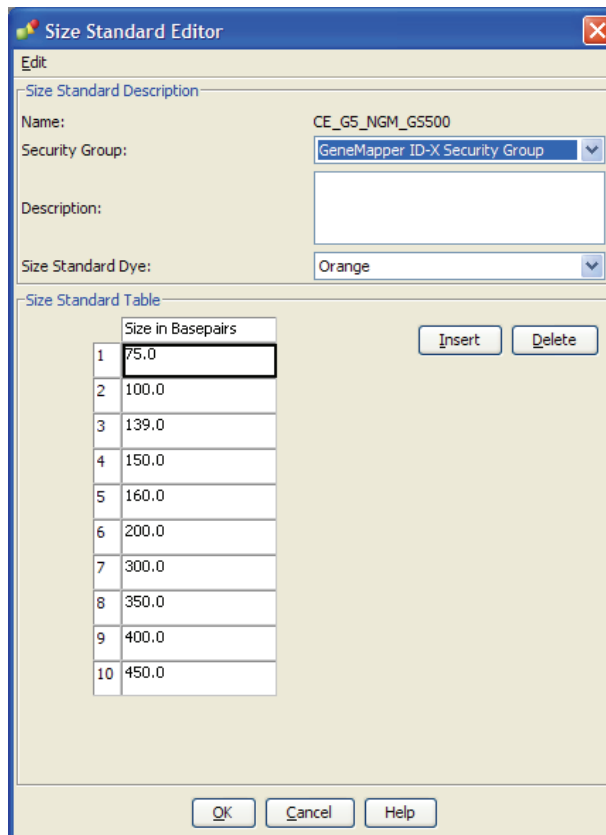 Size Standard Editor
Edit
Size Standard Description
Name: CE_G5_NGM_GS500
Security Group: GeneMapper ID-X Security Group
Description:
Size Standard Dye: Orange
Size Standard Table
Size in Basepairs
Insert Delete
1 75.0
2 100.0
3 139.0
4 150.0
5 160.0
6 200.0
7 300.0
8 350.0
9 400.0
10 450.0
OK Cancel Help